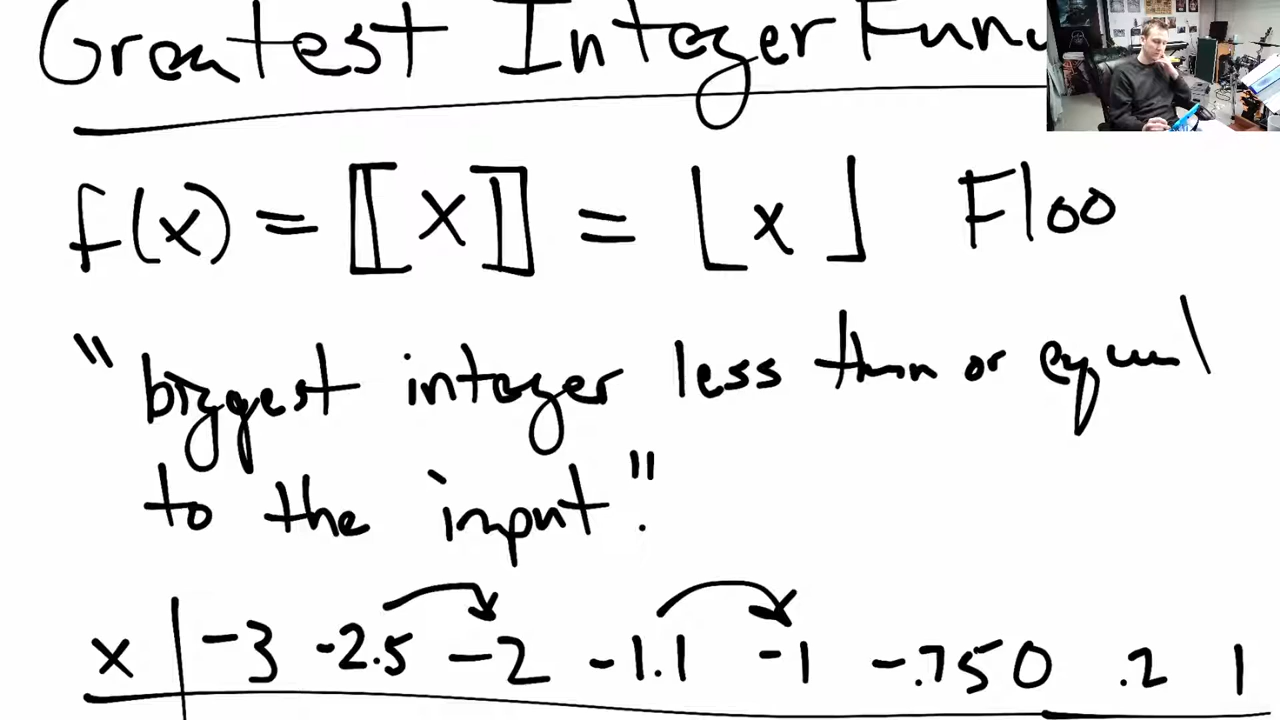 Greatest Integer Func
f(x) = ⟦x⟧ = ⌊x⌋ Floo
"biggest integer less than or equal
to the input".
x | -3 -2.5 -2 -1.1 -1 -.75 0 .2 1